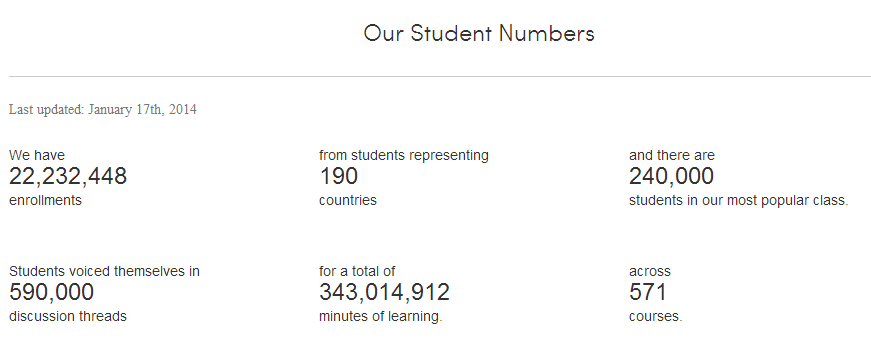 Our Student Numbers
Last updated: January 17th, 2014
We have
22,232,448
enrollments
from students representing
190
countries
and there are
240,000
students in our most popular class.
Students voiced themselves in
590,000
discussion threads
for a total of
343,014,912
minutes of learning.
across
571
courses.